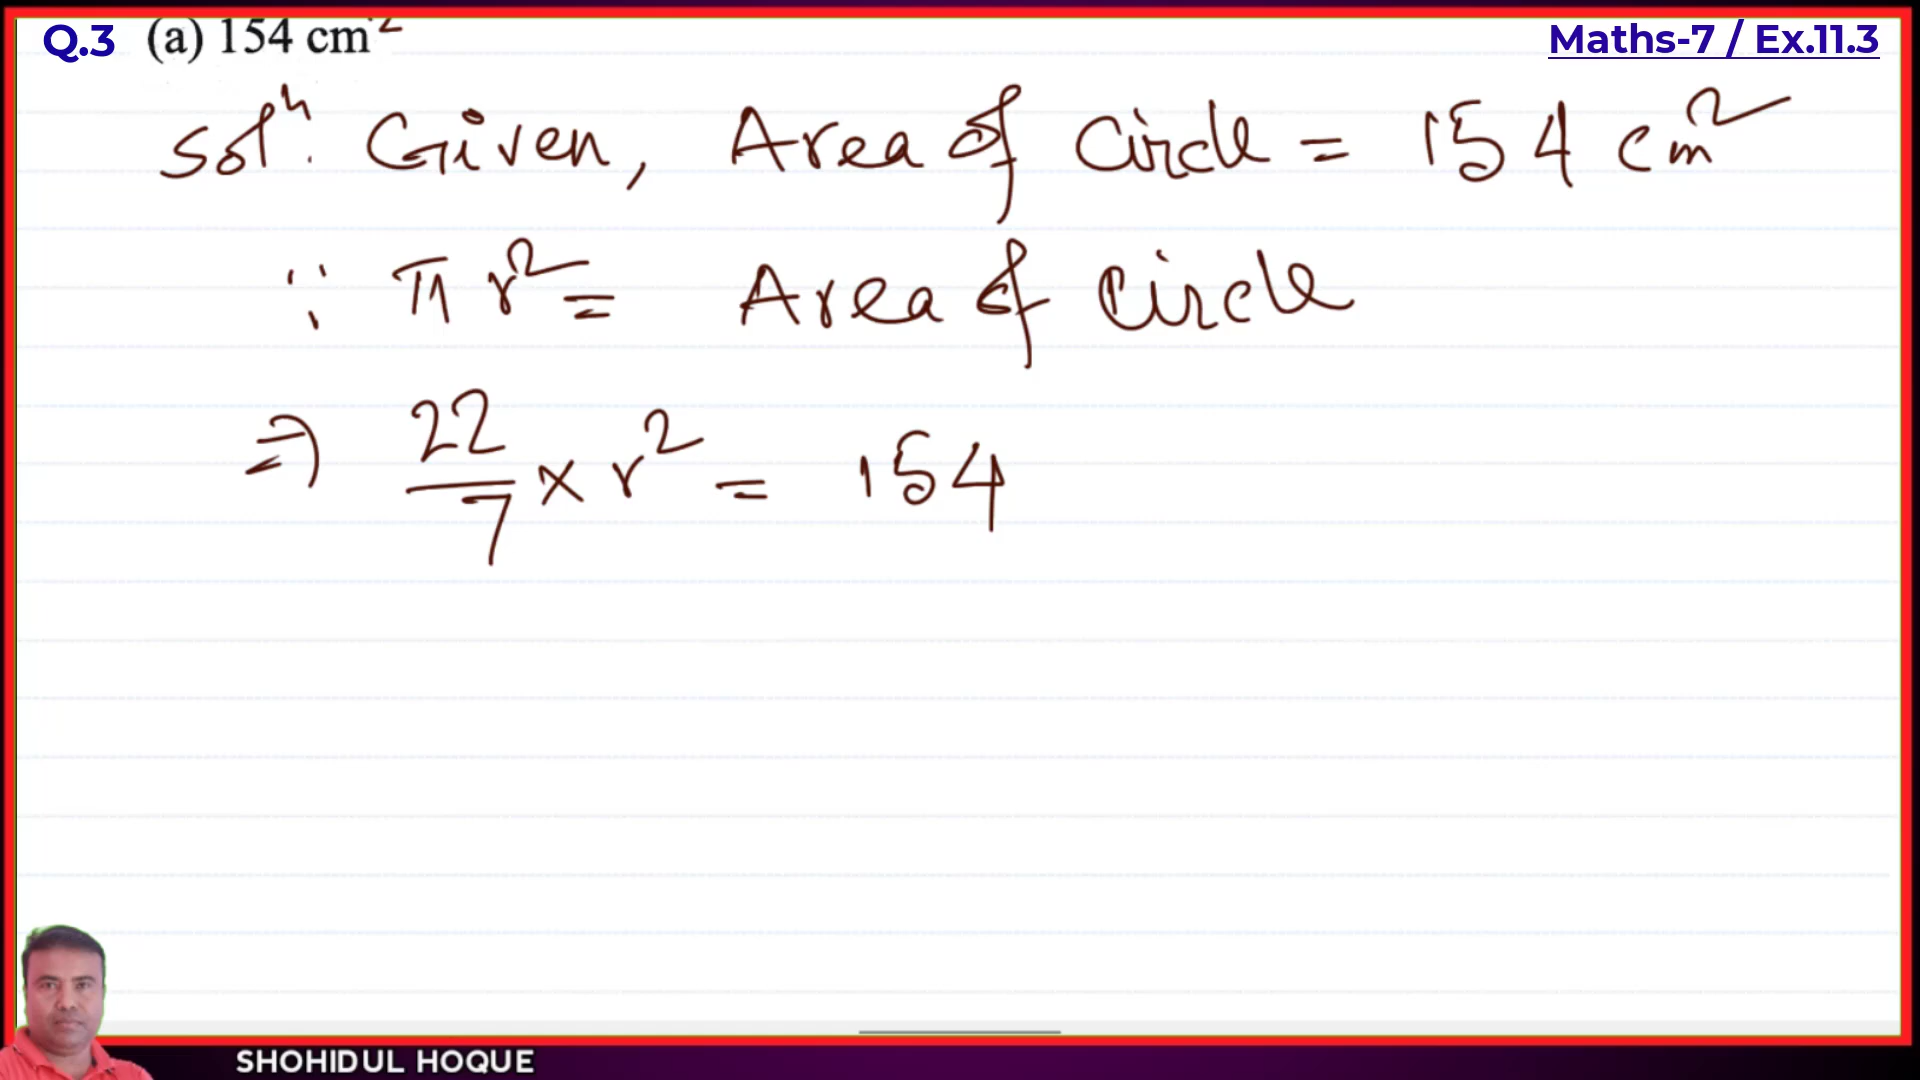 Q.3 (a) 154 cm² Maths-7 / Ex.11.3
Solⁿ. Given, Area of Circle = 154 cm²
∵ π r² = Area of Circle
⇒ 22/7 × r² = 154
SHOHIDUL HOQUE